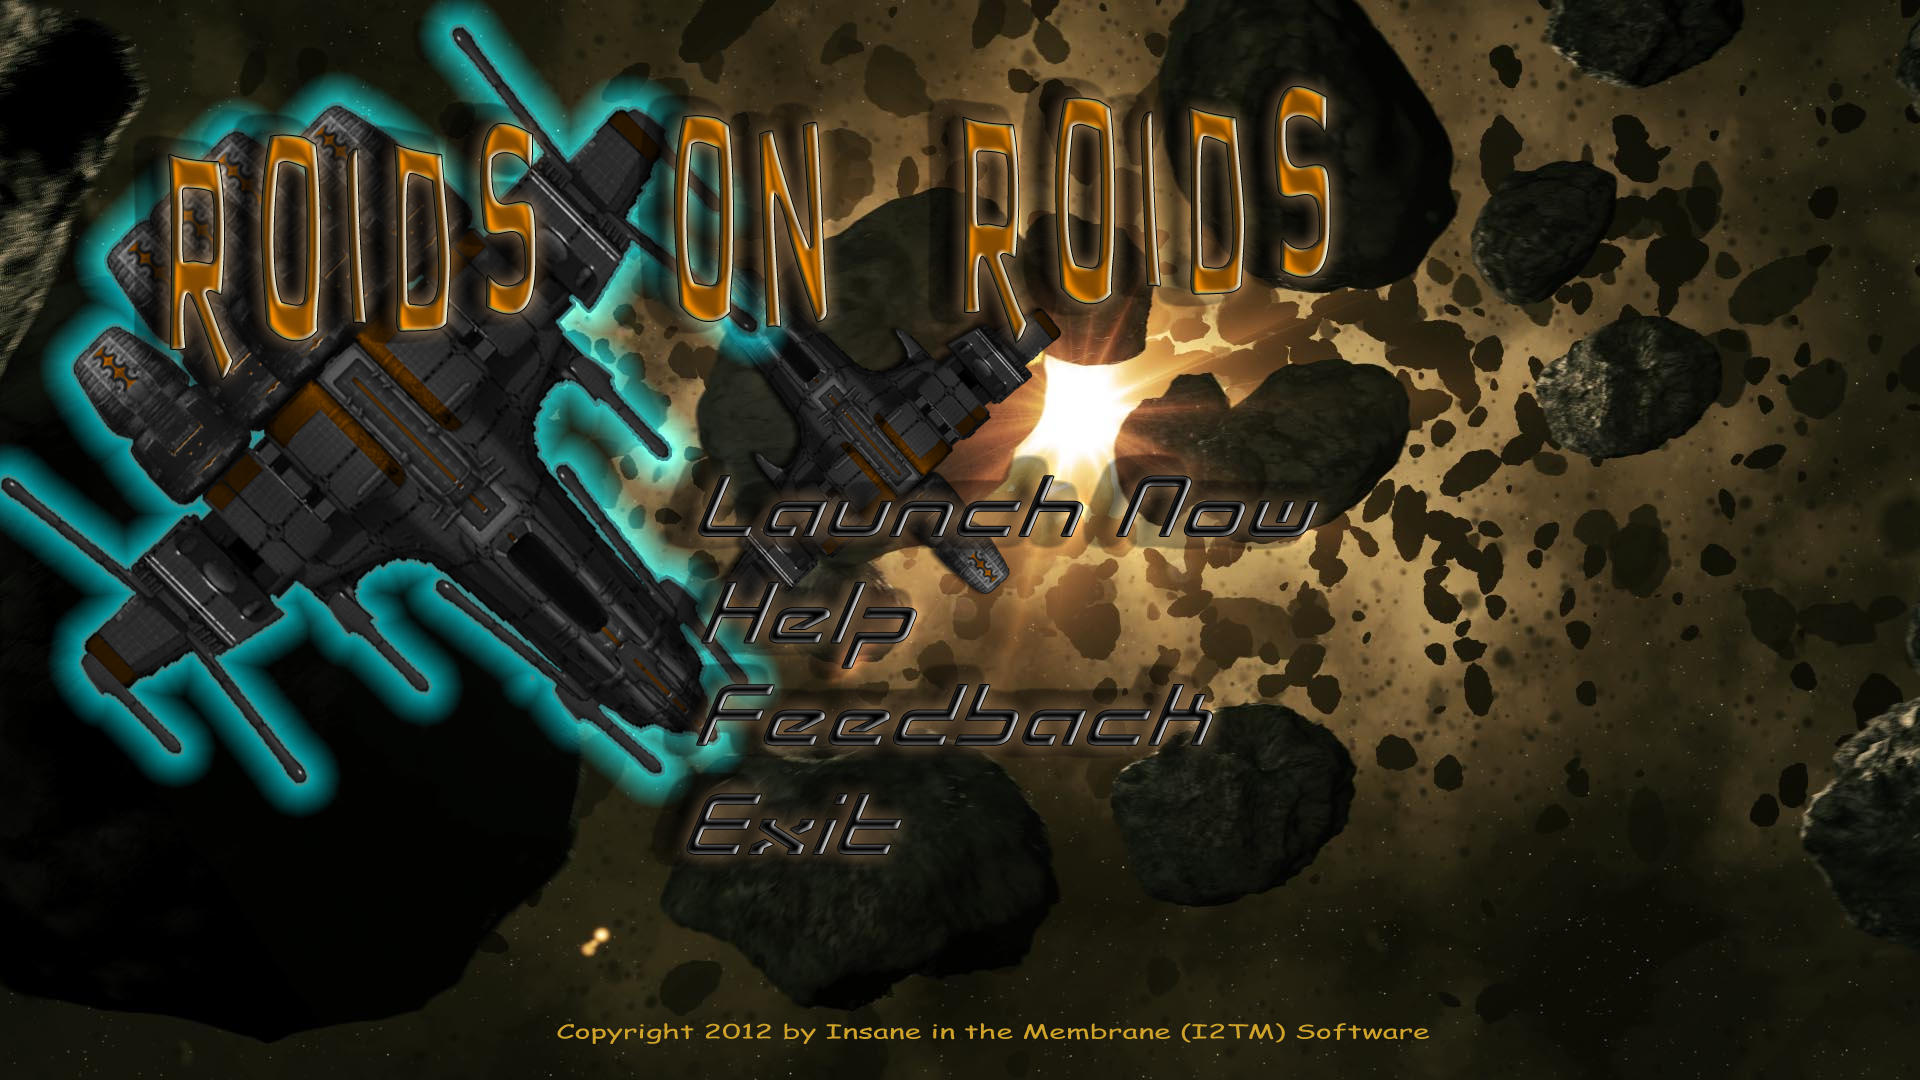 ROIDS ON ROIDS
Launch Now
Help
Feedback
Exit
Copyright 2012 by Insane in the Membrane (I2TM) Software